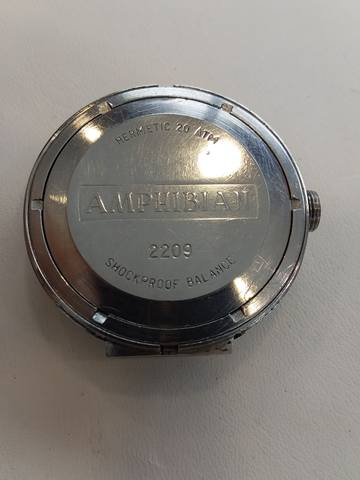 HERMETIC 20 ATM
AMPHIBIAN
2209
SHOCKPROOF BALANCE